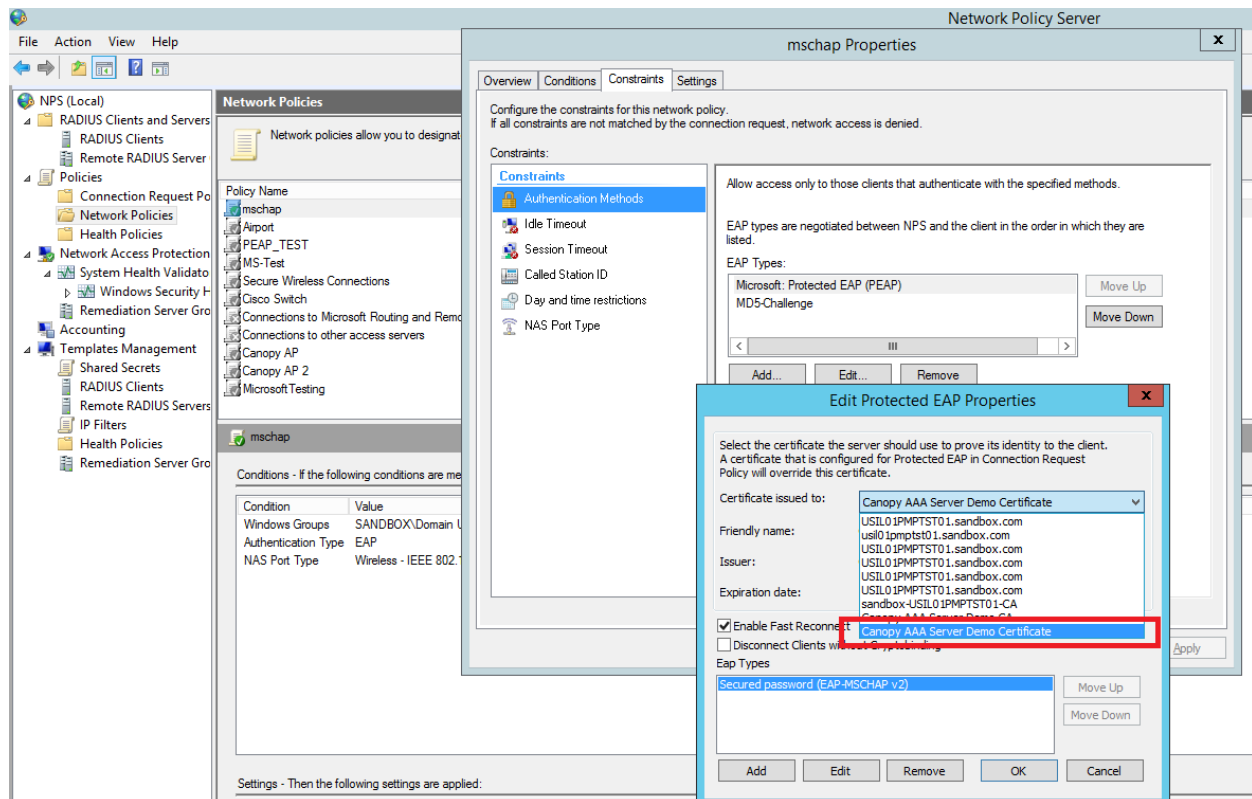 Network Policy Server
File Action View Help
NPS (Local)
RADIUS Clients and Servers
RADIUS Clients
Remote RADIUS Server
Policies
Connection Request Po
Network Policies
Health Policies
Network Access Protection
System Health Validato
Windows Security H
Remediation Server Gro
Accounting
Templates Management
Shared Secrets
RADIUS Clients
Remote RADIUS Servers
IP Filters
Health Policies
Remediation Server Gro
Network Policies
Network policies allow you to designat
Policy Name
mschap
Airport
PEAP_TEST
MS-Test
Secure Wireless Connections
Cisco Switch
Connections to Microsoft Routing and Remo
Connections to other access servers
Canopy AP
Canopy AP 2
MicrosoftTesting
mschap
Conditions - If the following conditions are me
Condition Value
Windows Groups SANDBOX\Domain U
Authentication Type EAP
NAS Port Type Wireless - IEEE 802.1
Settings - Then the following settings are applied:
mschap Properties
x
Overview Conditions Constraints Settings
Configure the constraints for this network policy.
If all constraints are not matched by the connection request, network access is denied.
Constraints:
Constraints
Authentication Methods
Idle Timeout
Session Timeout
Called Station ID
Day and time restrictions
NAS Port Type
Allow access only to those clients that authenticate with the specified methods.
EAP types are negotiated between NPS and the client in the order in which they are
listed.
EAP Types:
Microsoft: Protected EAP (PEAP)
MD5-Challenge
Move Up
Move Down
Add... Edit... Remove
Apply
Edit Protected EAP Properties
x
Select the certificate the server should use to prove its identity to the client.
A certificate that is configured for Protected EAP in Connection Request
Policy will override this certificate.
Certificate issued to: Canopy AAA Server Demo Certificate
USIL01PMPTST01.sandbox.com
usil01pmptst01.sandbox.com
USIL01PMPTST01.sandbox.com
USIL01PMPTST01.sandbox.com
USIL01PMPTST01.sandbox.com
USIL01PMPTST01.sandbox.com
sandbox-USIL01PMPTST01-CA
Canopy AAA Server Demo CA
Canopy AAA Server Demo Certificate
Friendly name:
Issuer:
Expiration date:
Enable Fast Reconnect
Disconnect Clients without Cryptobinding
Eap Types
Secured password (EAP-MSCHAP v2)
Move Up
Move Down
Add Edit Remove OK Cancel